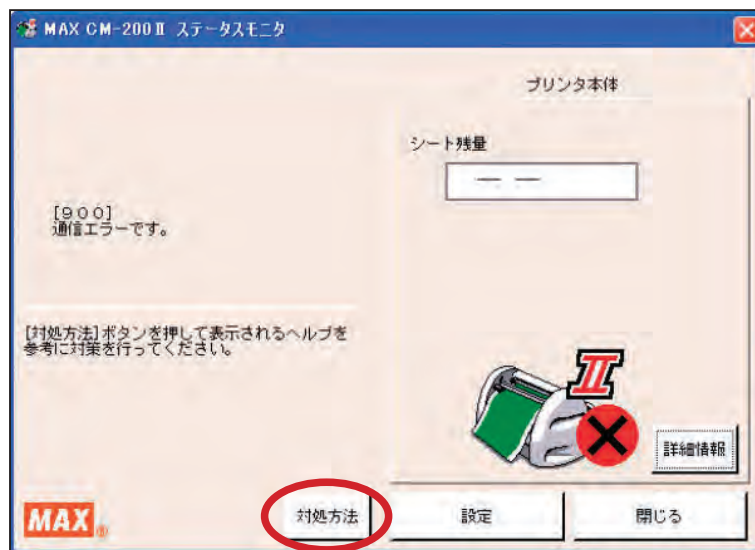 MAX CM-200Ⅱ ステータスモニタ
プリンタ本体
シート残量
— —
[900]
通信エラーです。
[対処方法]ボタンを押して表示されるヘルプを
参考に対策を行ってください。
Ⅱ
詳細情報
MAX®
対処方法
設定
閉じる